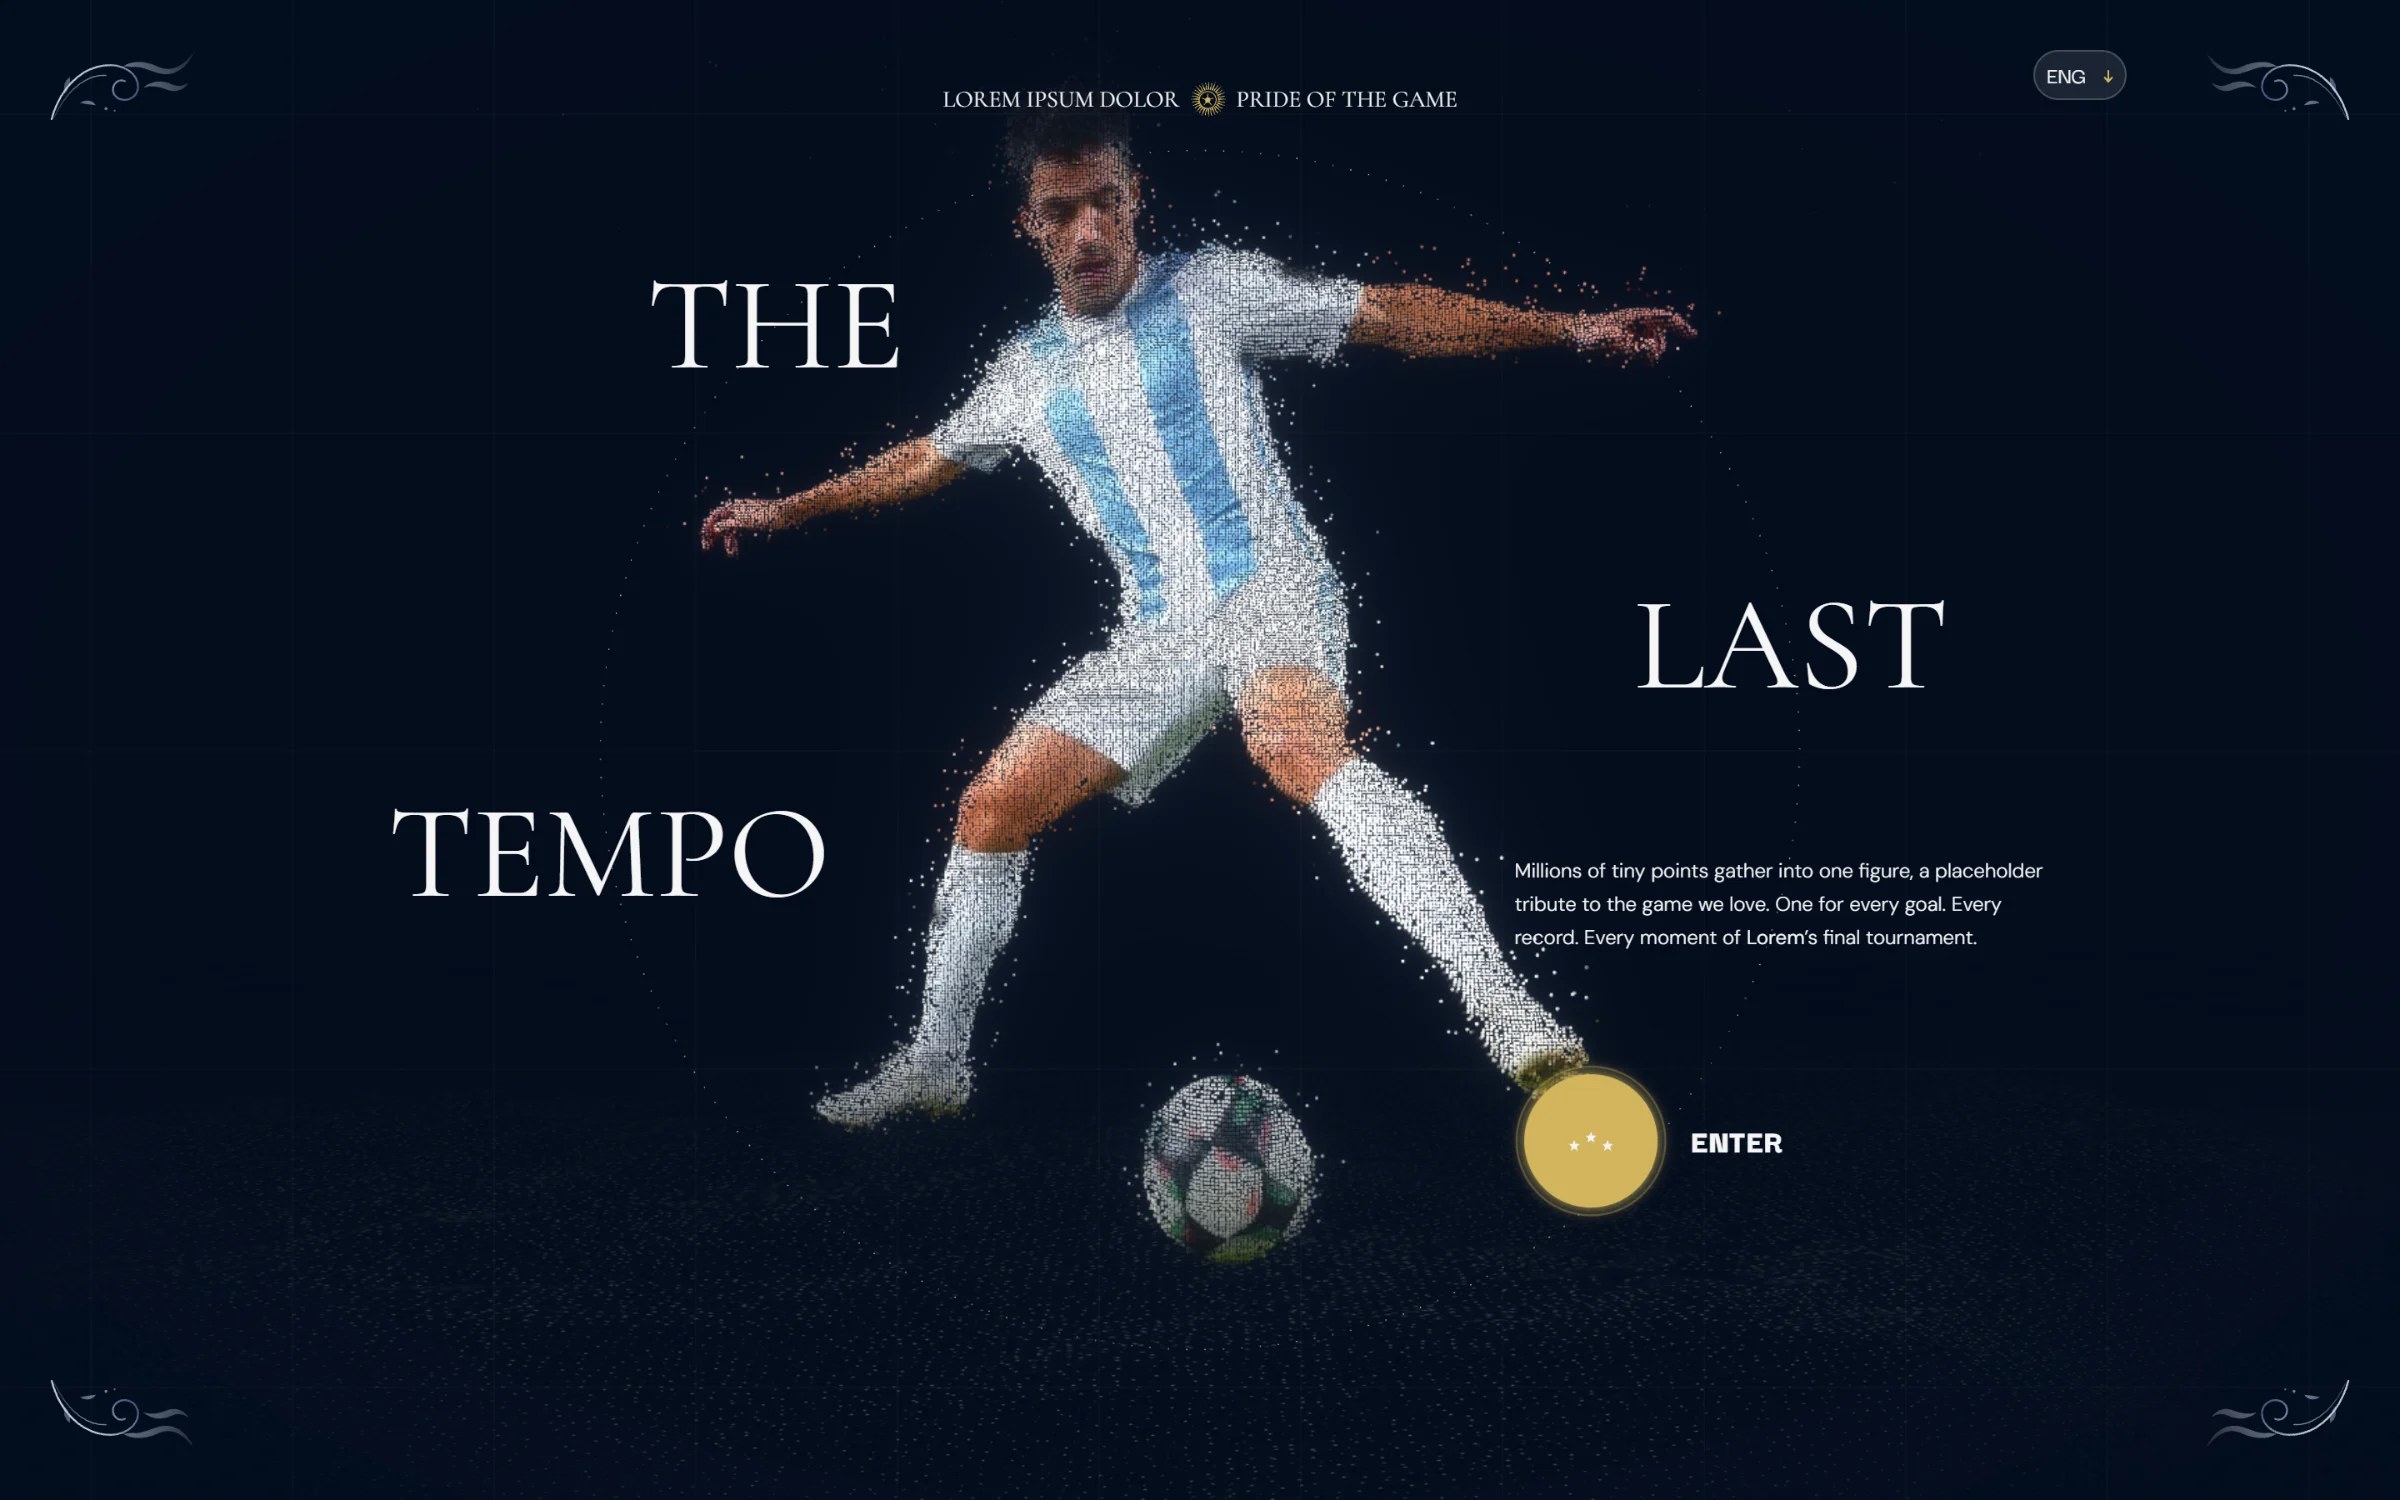 LOREM IPSUM DOLOR PRIDE OF THE GAME
ENG
THE
LAST
TEMPO
Millions of tiny points gather into one figure, a placeholder
tribute to the game we love. One for every goal. Every
record. Every moment of Lorem’s final tournament.
ENTER